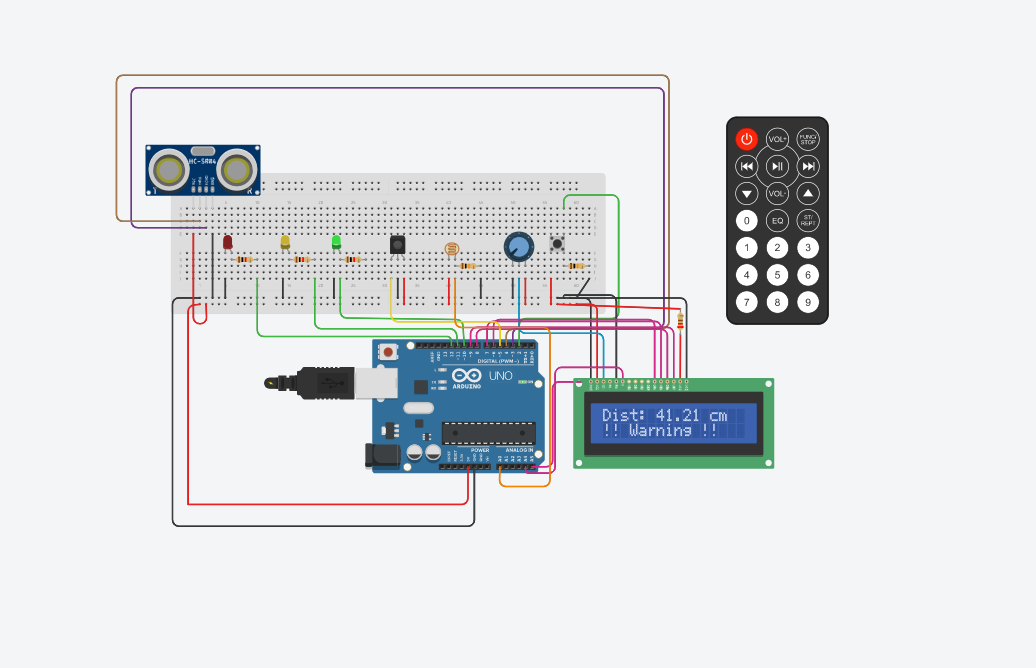 HC-SR04
VOL+
FUNC/
STOP
VOL-
0
EQ
ST/
REPT
1
2
3
4
5
6
7
8
9
DIGITAL (PWM~)
UNO
ARDUINO
POWER
ANALOG IN
Dist: 41.21 cm
!! Warning !!